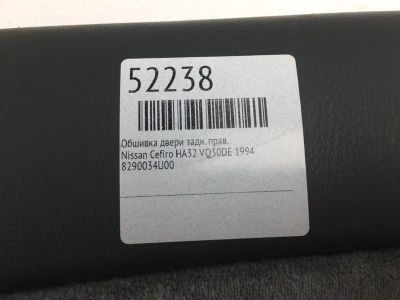 52238
Обшивка двери задн. прав.
Nissan Cefiro HA32 VQ30DE 1994
8290034U00